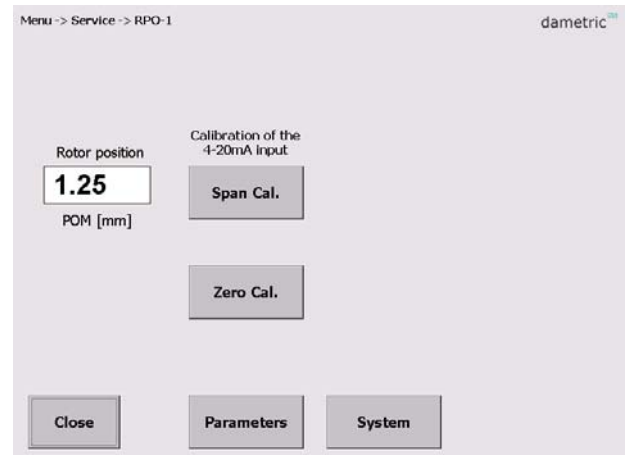 Menu -> Service -> RPO-1
dametric
Calibration of the
4-20mA input
Rotor position
1.25
POM [mm]
Span Cal.
Zero Cal.
Close
Parameters
System